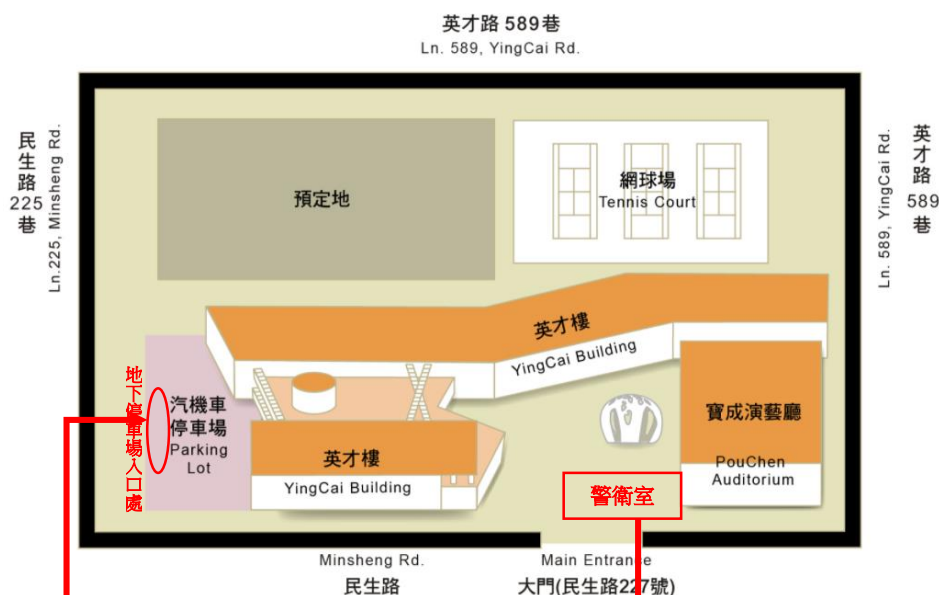 英才路 589 巷
Ln. 589, YingCai Rd.
民生路 225 巷
Ln.225, Minsheng Rd.
英才路 589 巷
Ln. 589, YingCai Rd.
預定地
網球場
Tennis Court
英才樓
YingCai Building
地下停車場入口處
汽機車
停車場
Parking
Lot
英才樓
YingCai Building
寶成演藝廳
PouChen
Auditorium
警衛室
Minsheng Rd.
民生路
Main Entrance
大門(民生路227號)